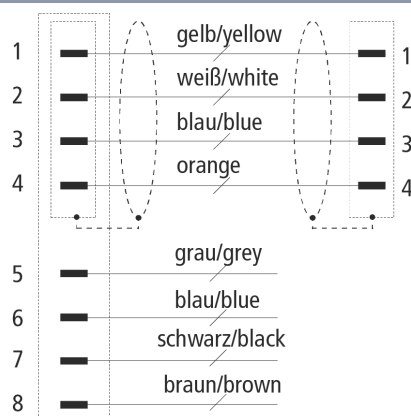 1 gelb/yellow 1
2 weiß/white 2
3 blau/blue 3
4 orange 4
5 grau/grey
6 blau/blue
7 schwarz/black
8 braun/brown